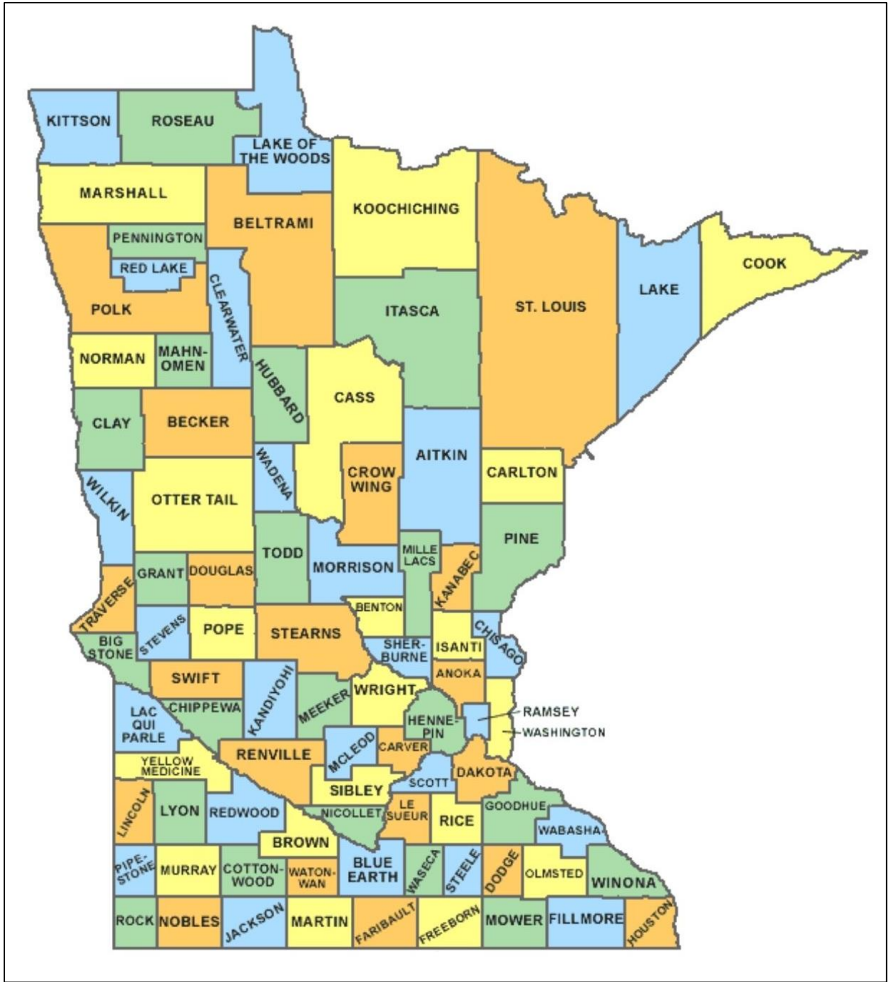 KITTSON
ROSEAU
LAKE OF
THE WOODS
MARSHALL
BELTRAMI
KOOCHICHING
PENNINGTON
RED LAKE
CLEARWATER
POLK
ITASCA
ST. LOUIS
LAKE
COOK
NORMAN
MAHN-
OMEN
HUBBARD
CASS
CLAY
BECKER
WILKIN
OTTER TAIL
WADENA
CROW
WING
AITKIN
CARLTON
PINE
GRANT
DOUGLAS
TODD
MORRISON
MILLE
LACS
KANABEC
TRAVERSE
BIG
STONE
STEVENS
POPE
STEARNS
BENTON
SHER-
BURNE
ISANTI
CHISAGO
SWIFT
KANDIYOHI
MEEKER
WRIGHT
ANOKA
LAC
QUI
PARLE
CHIPPEWA
HENNE-
PIN
RAMSEY
WASHINGTON
YELLOW
MEDICINE
RENVILLE
MCLEOD
CARVER
SCOTT
DAKOTA
LINCOLN
LYON
REDWOOD
SIBLEY
NICOLLET
LE
SUEUR
RICE
GOODHUE
WABASHA
BROWN
PIPE-
STONE
MURRAY
COTTON-
WOOD
WATON-
WAN
BLUE
EARTH
WASECA
STEELE
DODGE
OLMSTED
WINONA
ROCK
NOBLES
JACKSON
MARTIN
FARIBAULT
FREEBORN
MOWER
FILLMORE
HOUSTON